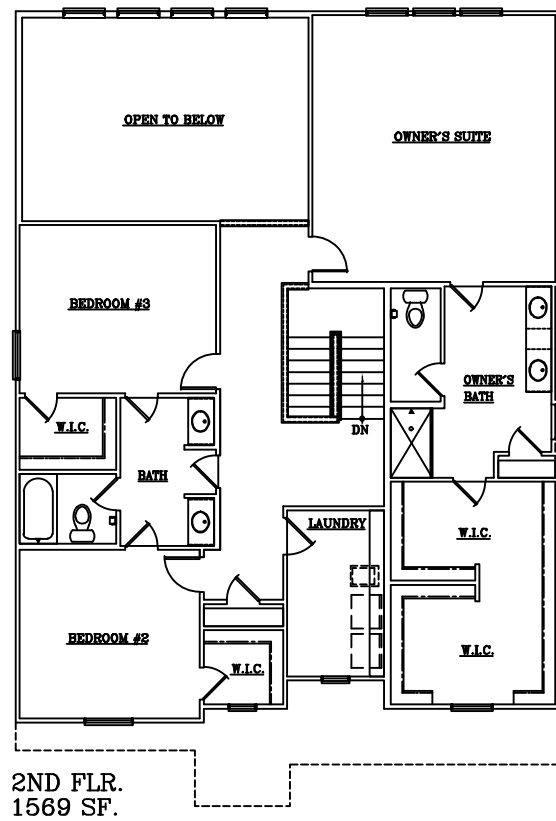 OPEN TO BELOW
OWNER'S SUITE
BEDROOM #3
OWNER'S
BATH
W.I.C.
DN
BATH
LAUNDRY
W.I.C.
BEDROOM #2
W.I.C.
W.I.C.
2ND FLR.
1569 SF.